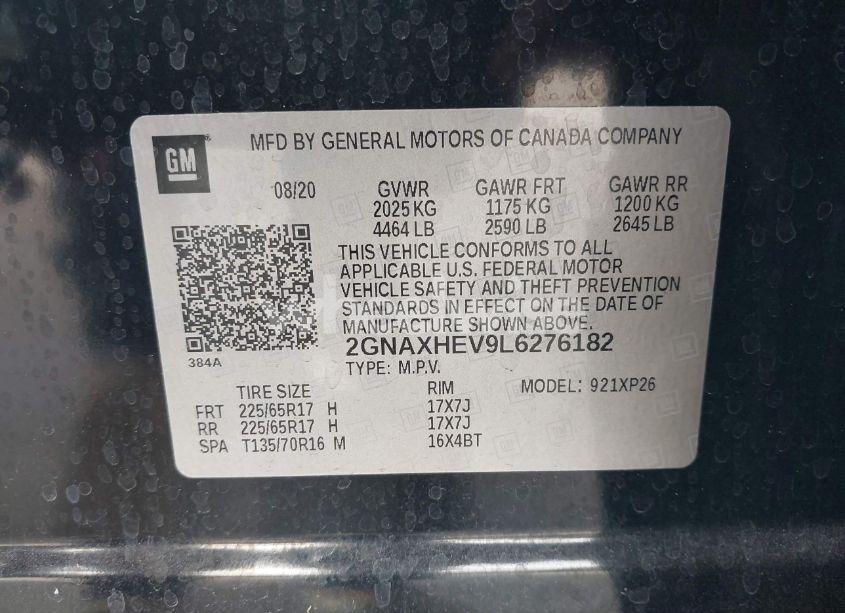 GM
MFD BY GENERAL MOTORS OF CANADA COMPANY
08/20 GVWR GAWR FRT GAWR RR
2025 KG 1175 KG 1200 KG
4464 LB 2590 LB 2645 LB
THIS VEHICLE CONFORMS TO ALL
APPLICABLE U.S. FEDERAL MOTOR
VEHICLE SAFETY AND THEFT PREVENTION
STANDARDS IN EFFECT ON THE DATE OF
MANUFACTURE SHOWN ABOVE.
384A 2GNAXHEV9L6276182
TYPE: M.P.V.
TIRE SIZE RIM MODEL: 921XP26
FRT 225/65R17 H 17X7J
RR 225/65R17 H 17X7J
SPA T135/70R16 M 16X4BT